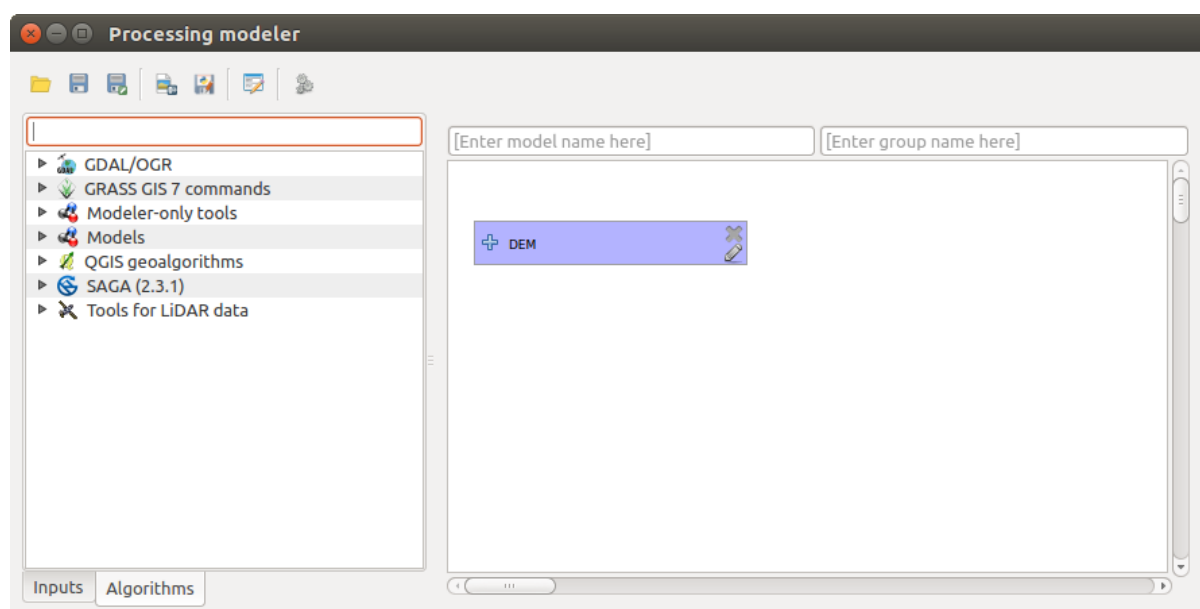 Processing modeler
[Enter model name here] [Enter group name here]
GDAL/OGR
GRASS GIS 7 commands
Modeler-only tools
Models
QGIS geoalgorithms
SAGA (2.3.1)
Tools for LiDAR data
DEM
Inputs Algorithms